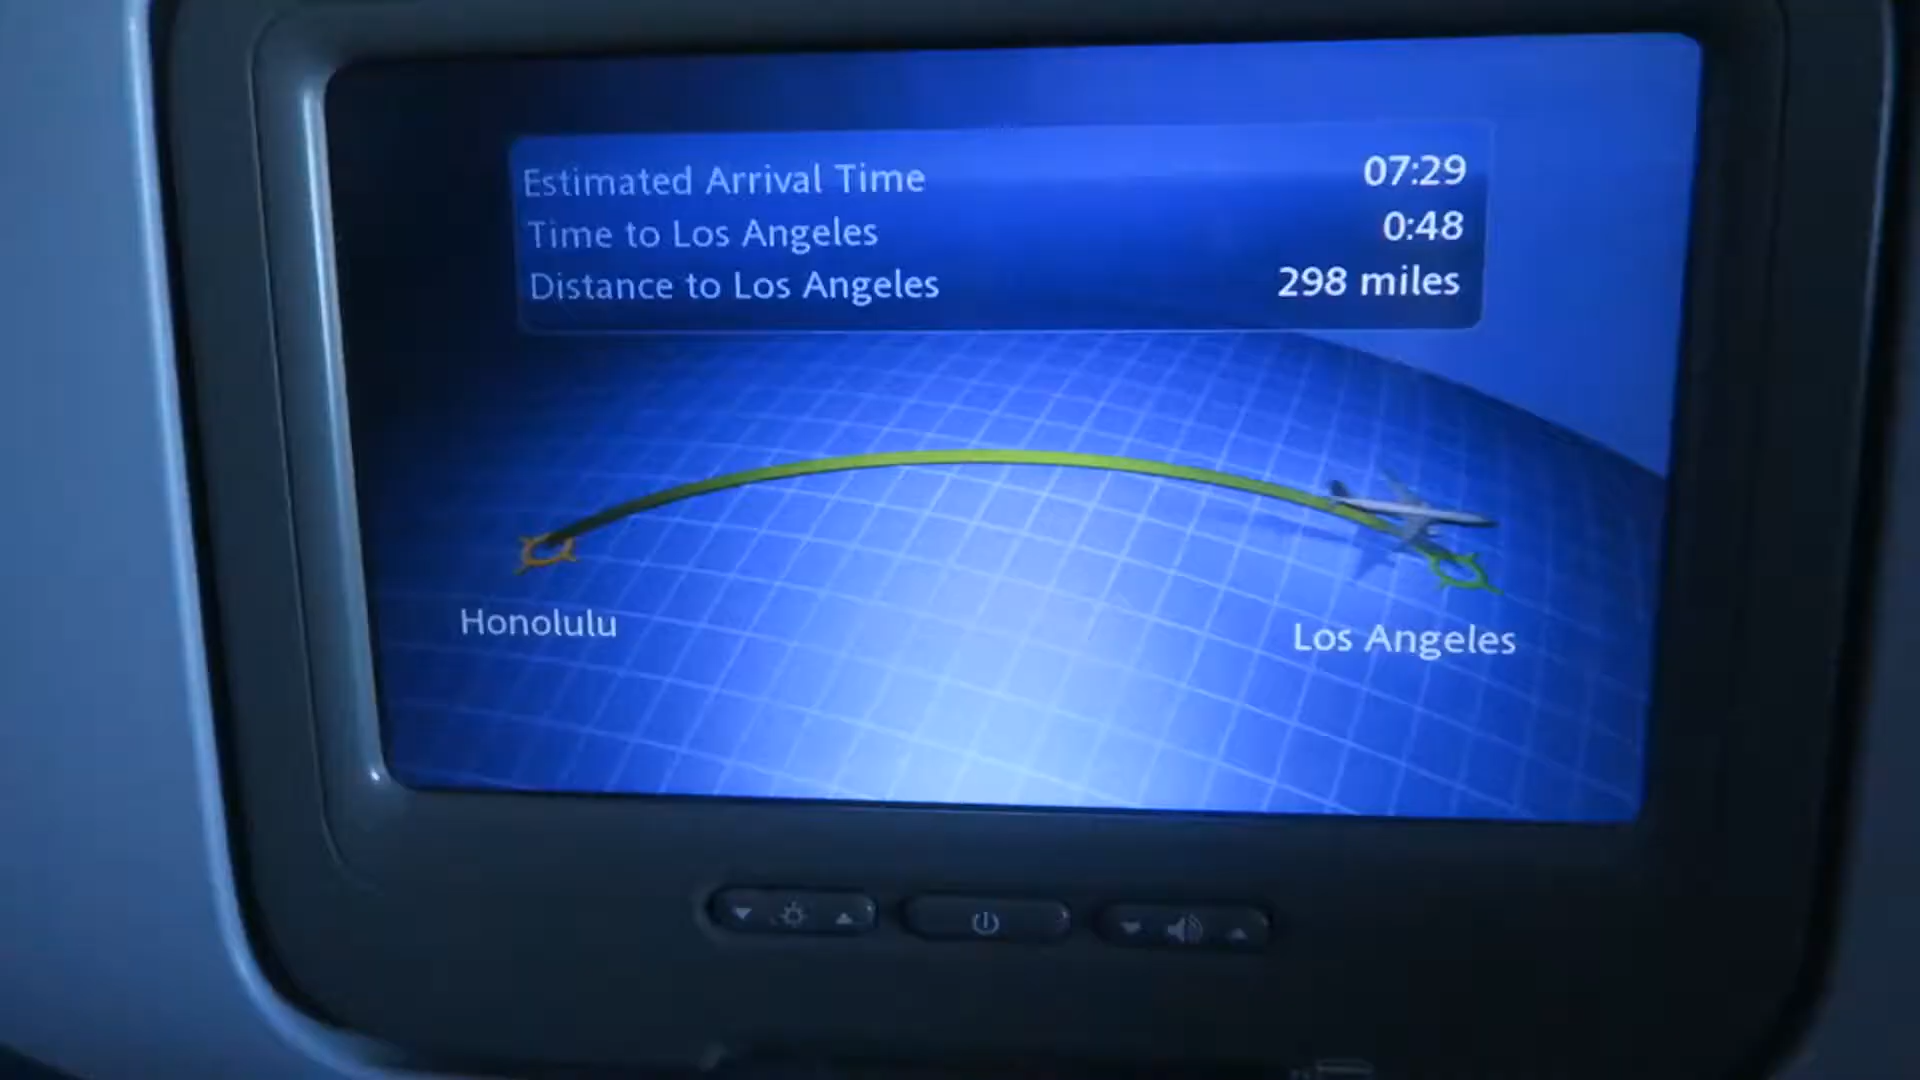 Estimated Arrival Time 07:29
Time to Los Angeles 0:48
Distance to Los Angeles 298 miles
Honolulu
Los Angeles